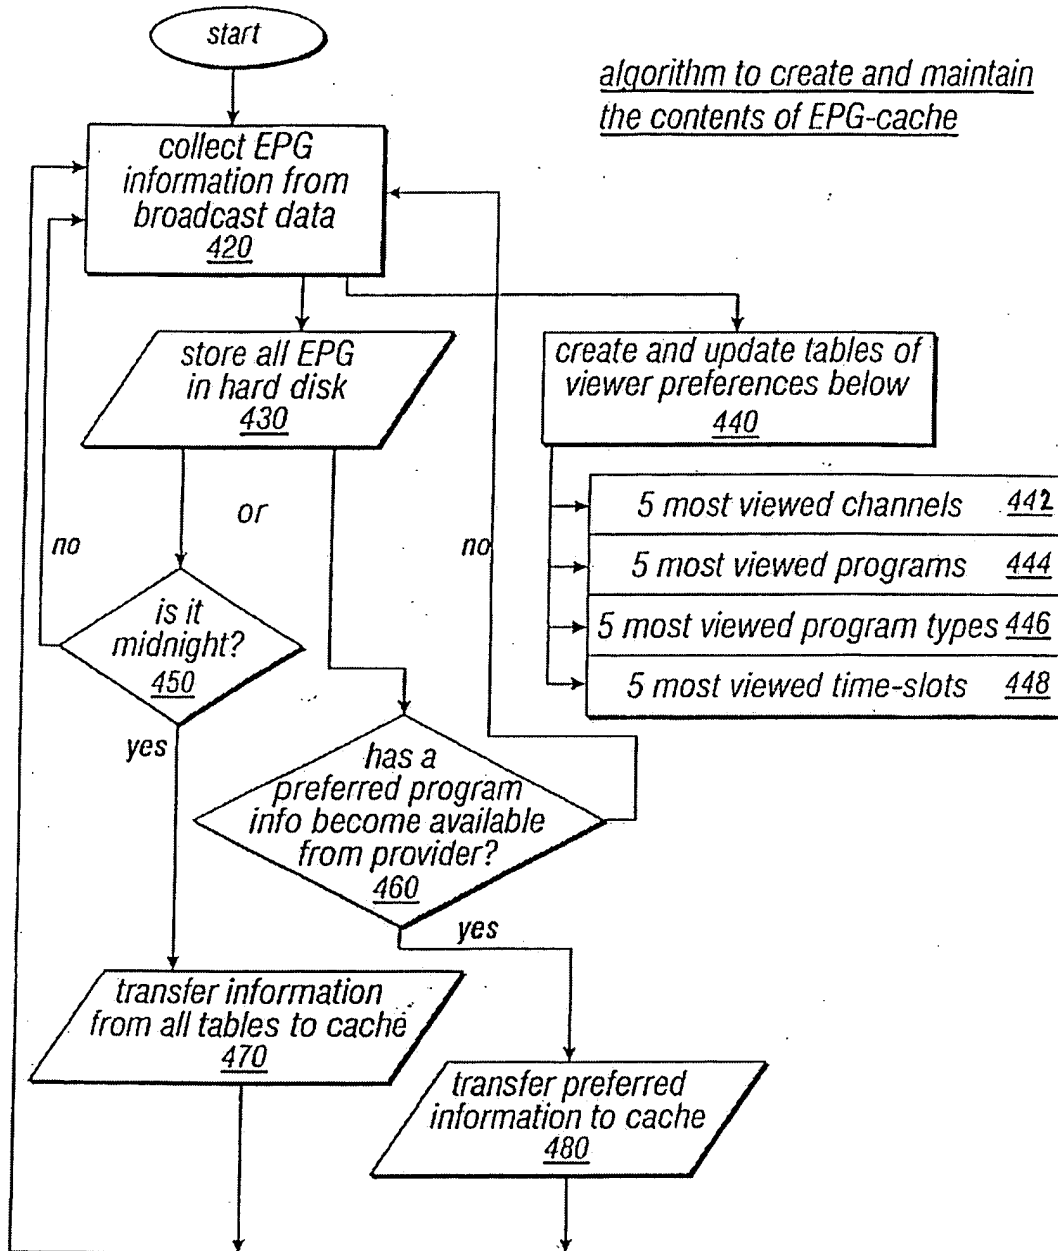 start
algorithm to create and maintain
the contents of EPG-cache
collect EPG
information from
broadcast data
420
store all EPG
in hard disk
430
create and update tables of
viewer preferences below
440
5 most viewed channels 442
5 most viewed programs 444
5 most viewed program types 446
5 most viewed time-slots 448
or
no
no
is it
midnight?
450
yes
has a
preferred program
info become available
from provider?
460
yes
transfer information
from all tables to cache
470
transfer preferred
information to cache
480